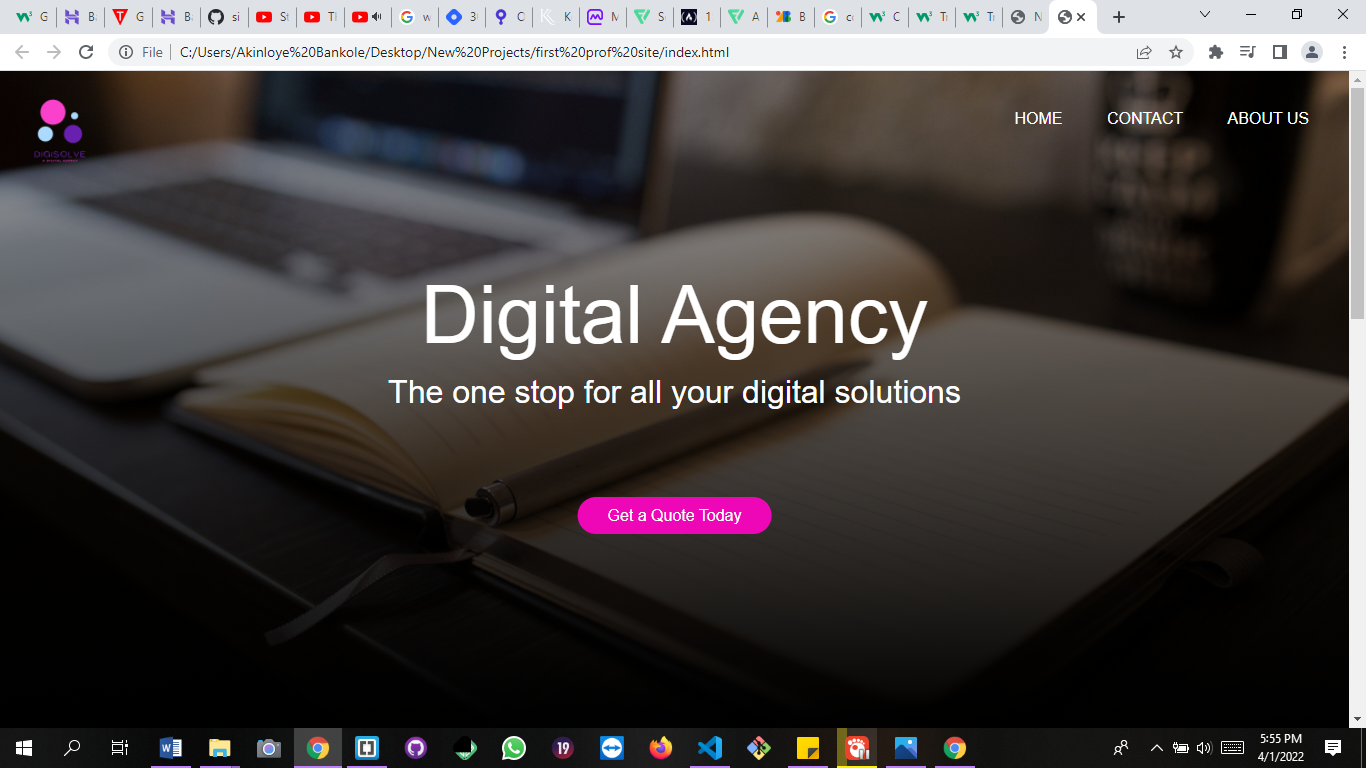 G
B
G
B
si
St
Tl
G
w
3
C
K
M
S
1
A
B
co
C
Tr
Tr
N
File
C:/Users/Akinloye%20Bankole/Desktop/New%20Projects/first%20prof%20site/index.html
DIGISOLVE
HOME CONTACT ABOUT US
Digital Agency
The one stop for all your digital solutions
Get a Quote Today
19
5:55 PM
4/1/2022